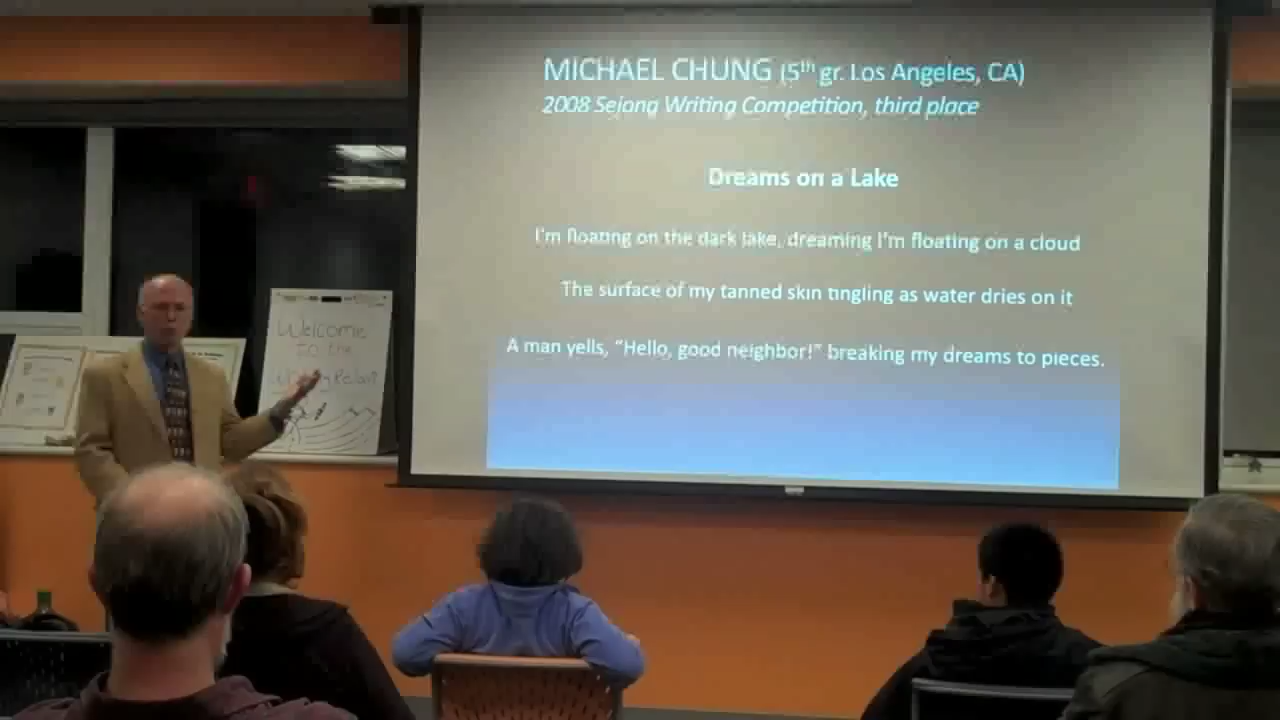 MICHAEL CHUNG (5th gr. Los Angeles, CA)
2008 Sejong Writing Competition, third place
Dreams on a Lake
I'm floating on the dark lake, dreaming I'm floating on a cloud
The surface of my tanned skin tingling as water dries on it
A man yells, “Hello, good neighbor!” breaking my dreams to pieces.
Welcome
to the